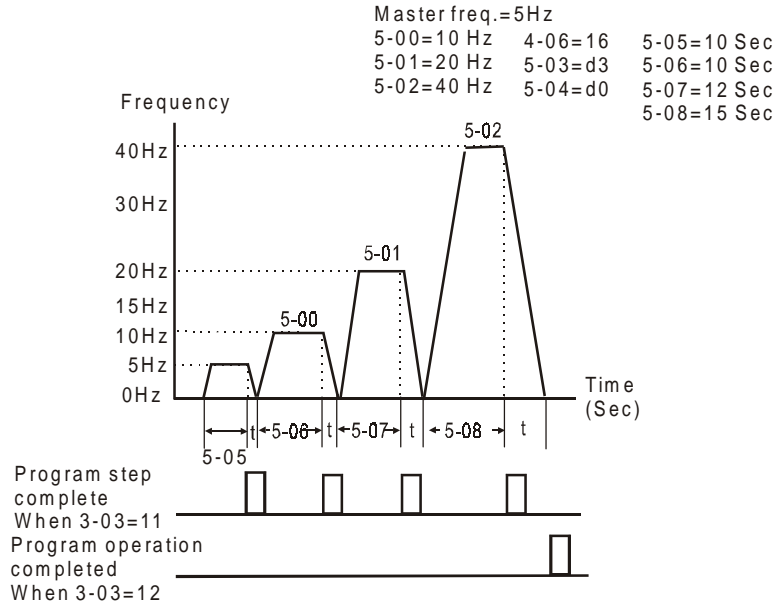 Master freq.=5Hz
5-00=10 Hz 4-06=16 5-05=10 Sec
5-01=20 Hz 5-03=d3 5-06=10 Sec
5-02=40 Hz 5-04=d0 5-07=12 Sec
5-08=15 Sec
Frequency
5-02
40Hz
30Hz
5-01
20Hz
15Hz
5-00
10Hz
5Hz
0Hz
Time
(Sec)
t 5-06 t 5-07 t 5-08 t
5-05
Program step
complete
When 3-03=11
Program operation
completed
When 3-03=12